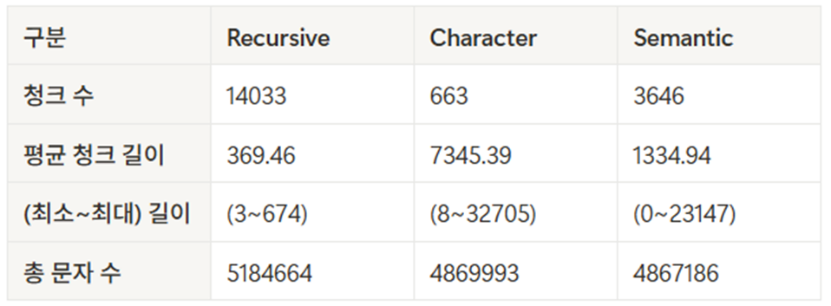 구분 Recursive Character Semantic
청크 수 14033 663 3646
평균 청크 길이 369.46 7345.39 1334.94
(최소~최대) 길이 (3~674) (8~32705) (0~23147)
총 문자 수 5184664 4869993 4867186